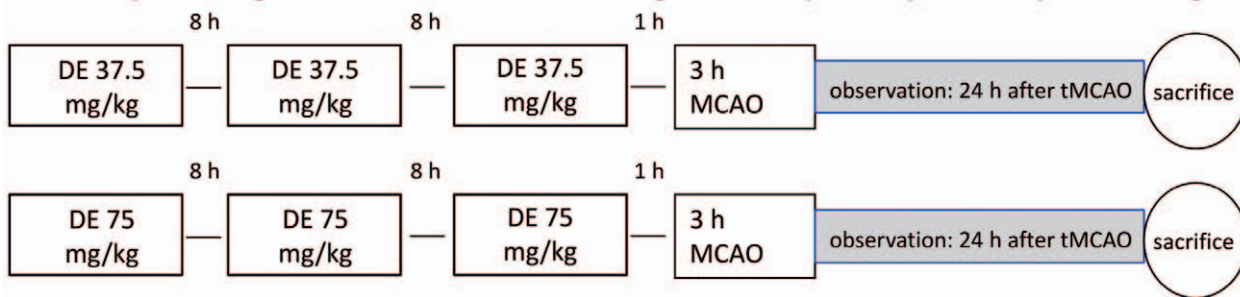 8 h 8 h 1 h
DE 37.5 mg/kg
DE 37.5 mg/kg
DE 37.5 mg/kg
3 h MCAO
observation: 24 h after tMCAO
sacrifice
8 h 8 h 1 h
DE 75 mg/kg
DE 75 mg/kg
DE 75 mg/kg
3 h MCAO
observation: 24 h after tMCAO
sacrifice